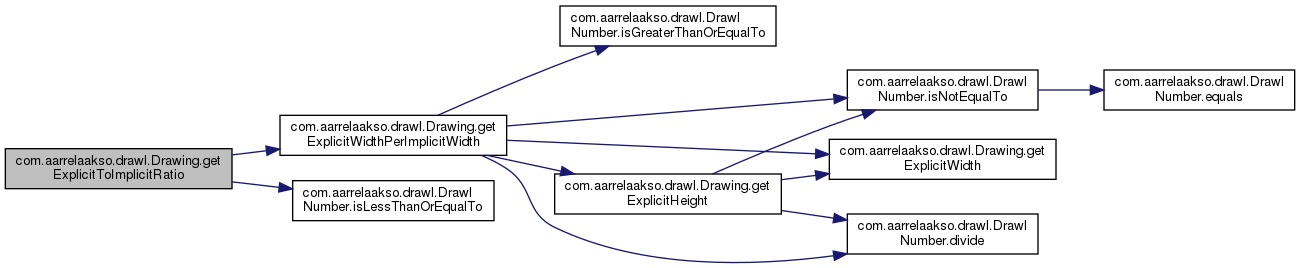 com.aarrelaakso.drawl.Drawing.get
ExplicitToImplicitRatio
com.aarrelaakso.drawl.Drawing.get
ExplicitWidthPerImplicitWidth
com.aarrelaakso.drawl.Drawl
Number.isLessThanOrEqualTo
com.aarrelaakso.drawl.Drawl
Number.isGreaterThanOrEqualTo
com.aarrelaakso.drawl.Drawing.get
ExplicitHeight
com.aarrelaakso.drawl.Drawl
Number.isNotEqualTo
com.aarrelaakso.drawl.Drawing.get
ExplicitWidth
com.aarrelaakso.drawl.Drawl
Number.divide
com.aarrelaakso.drawl.Drawl
Number.equals